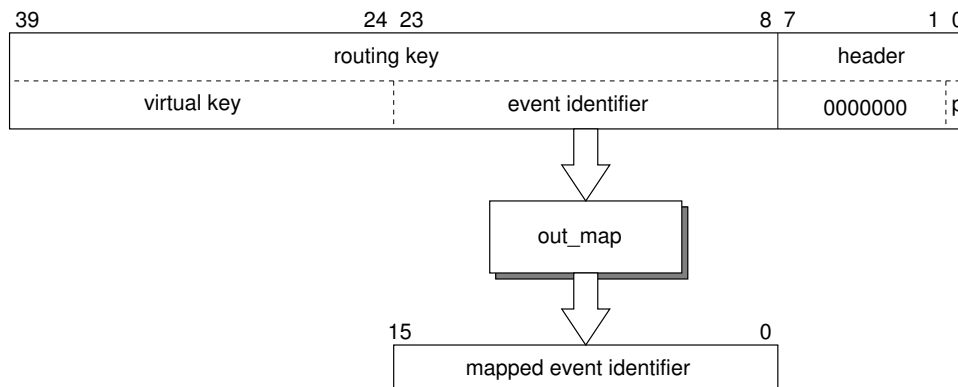 39 24 23 8 7 1 0
routing key header
virtual key event identifier 0000000 p
out_map
15 0
mapped event identifier